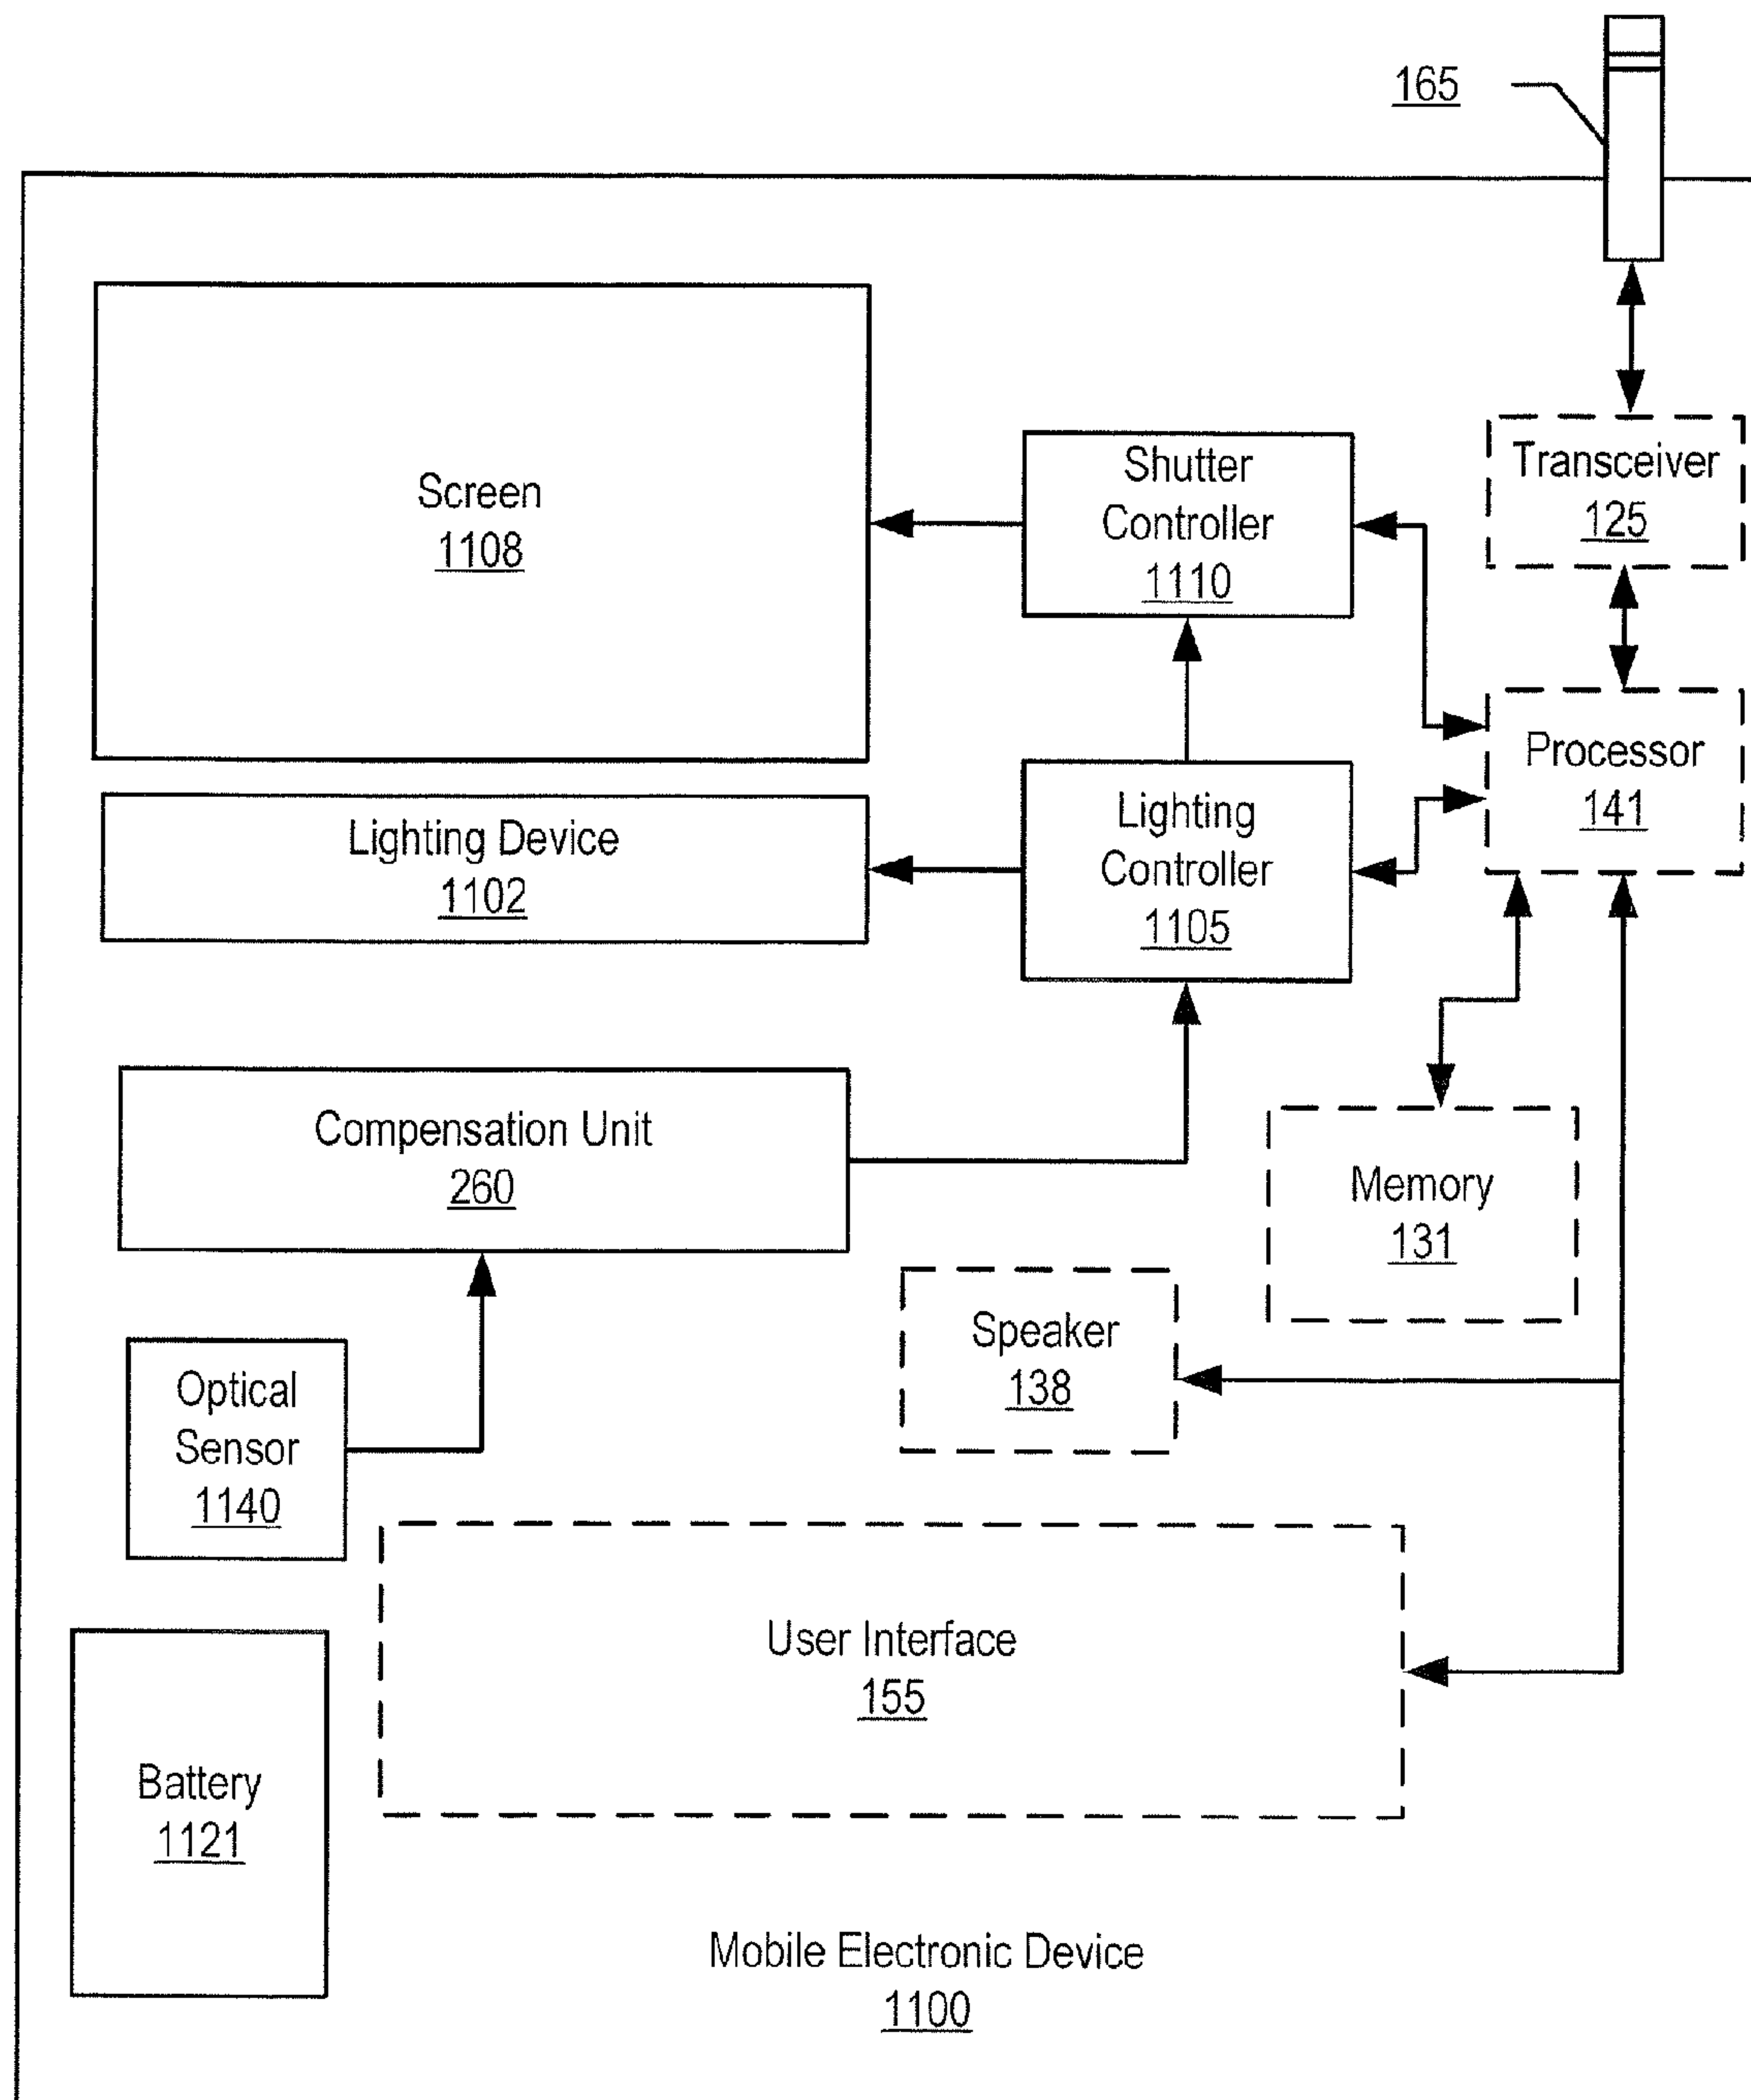 165
Screen
1108
Shutter
Controller
1110
Transceiver
125
Processor
141
Lighting Device
1102
Lighting
Controller
1105
Compensation Unit
260
Memory
131
Speaker
138
Optical
Sensor
1140
User Interface
155
Battery
1121
Mobile Electronic Device
1100